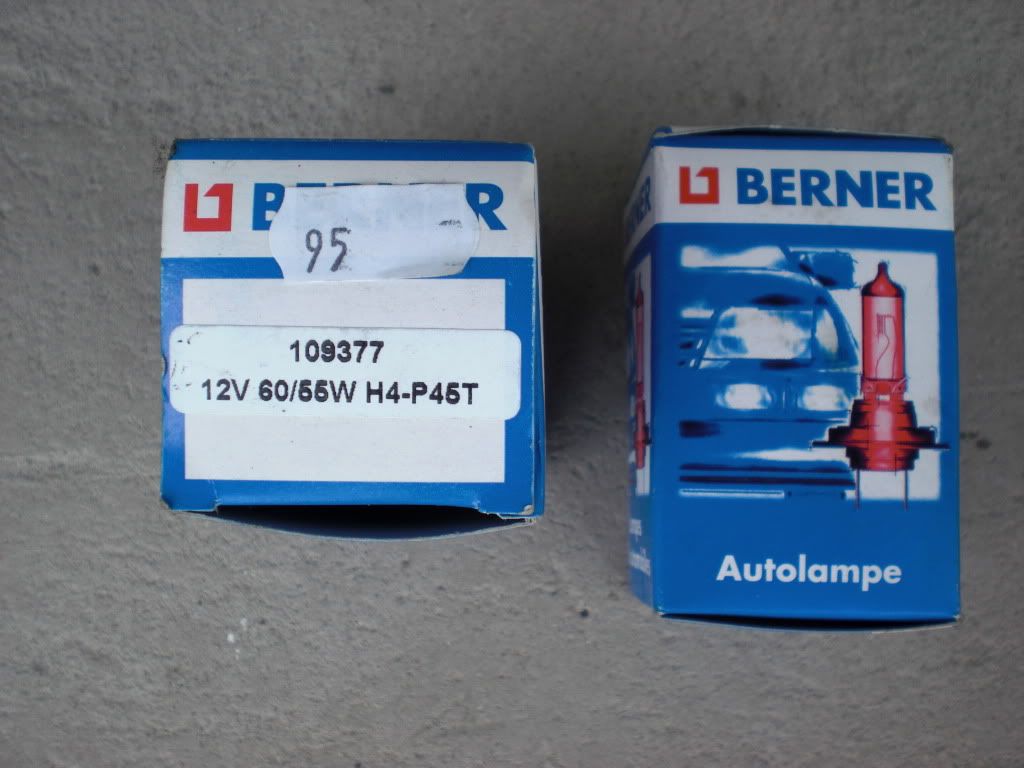 BERNER
95
109377
12V 60/55W H4-P45T
BERNER
Autolampe